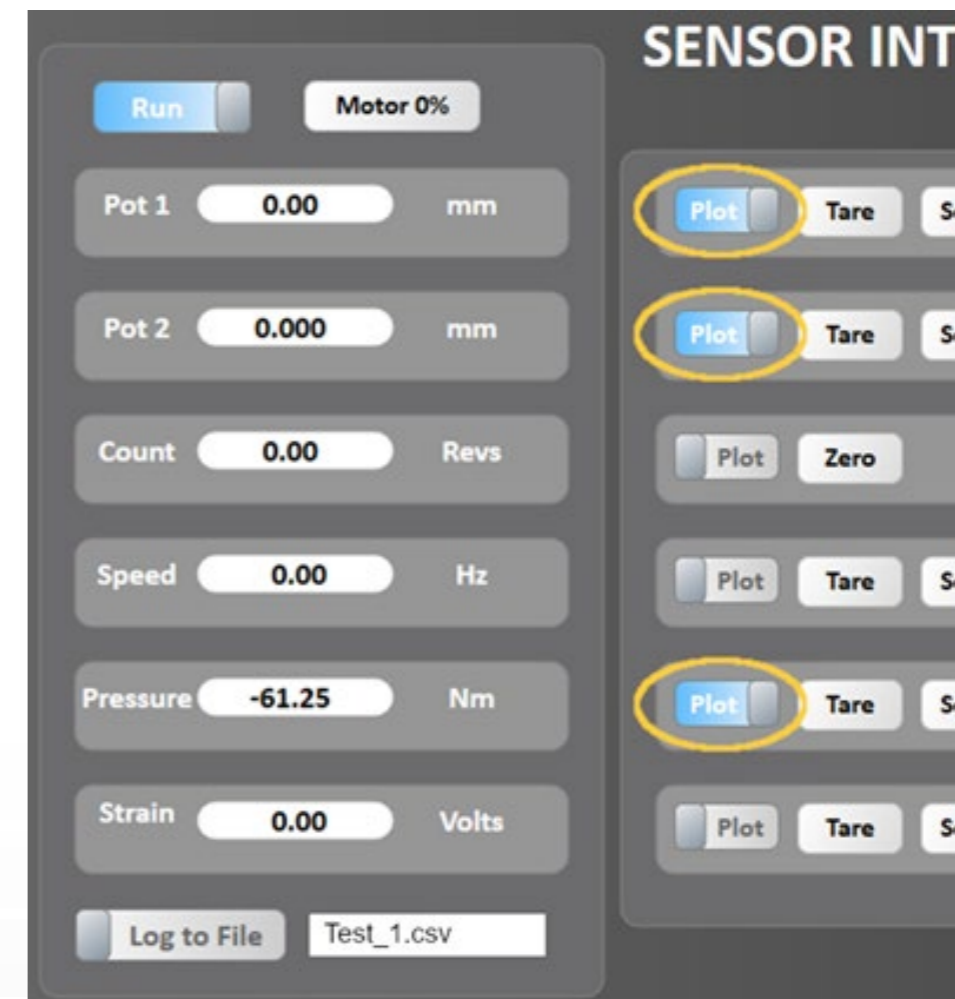 SENSOR INT
Run
Motor 0%
Pot 1 0.00 mm
Plot Tare
Pot 2 0.000 mm
Plot Tare
Count 0.00 Revs
Plot Zero
Speed 0.00 Hz
Plot Tare
Pressure -61.25 Nm
Plot Tare
Strain 0.00 Volts
Plot Tare
Log to File
Test_1.csv